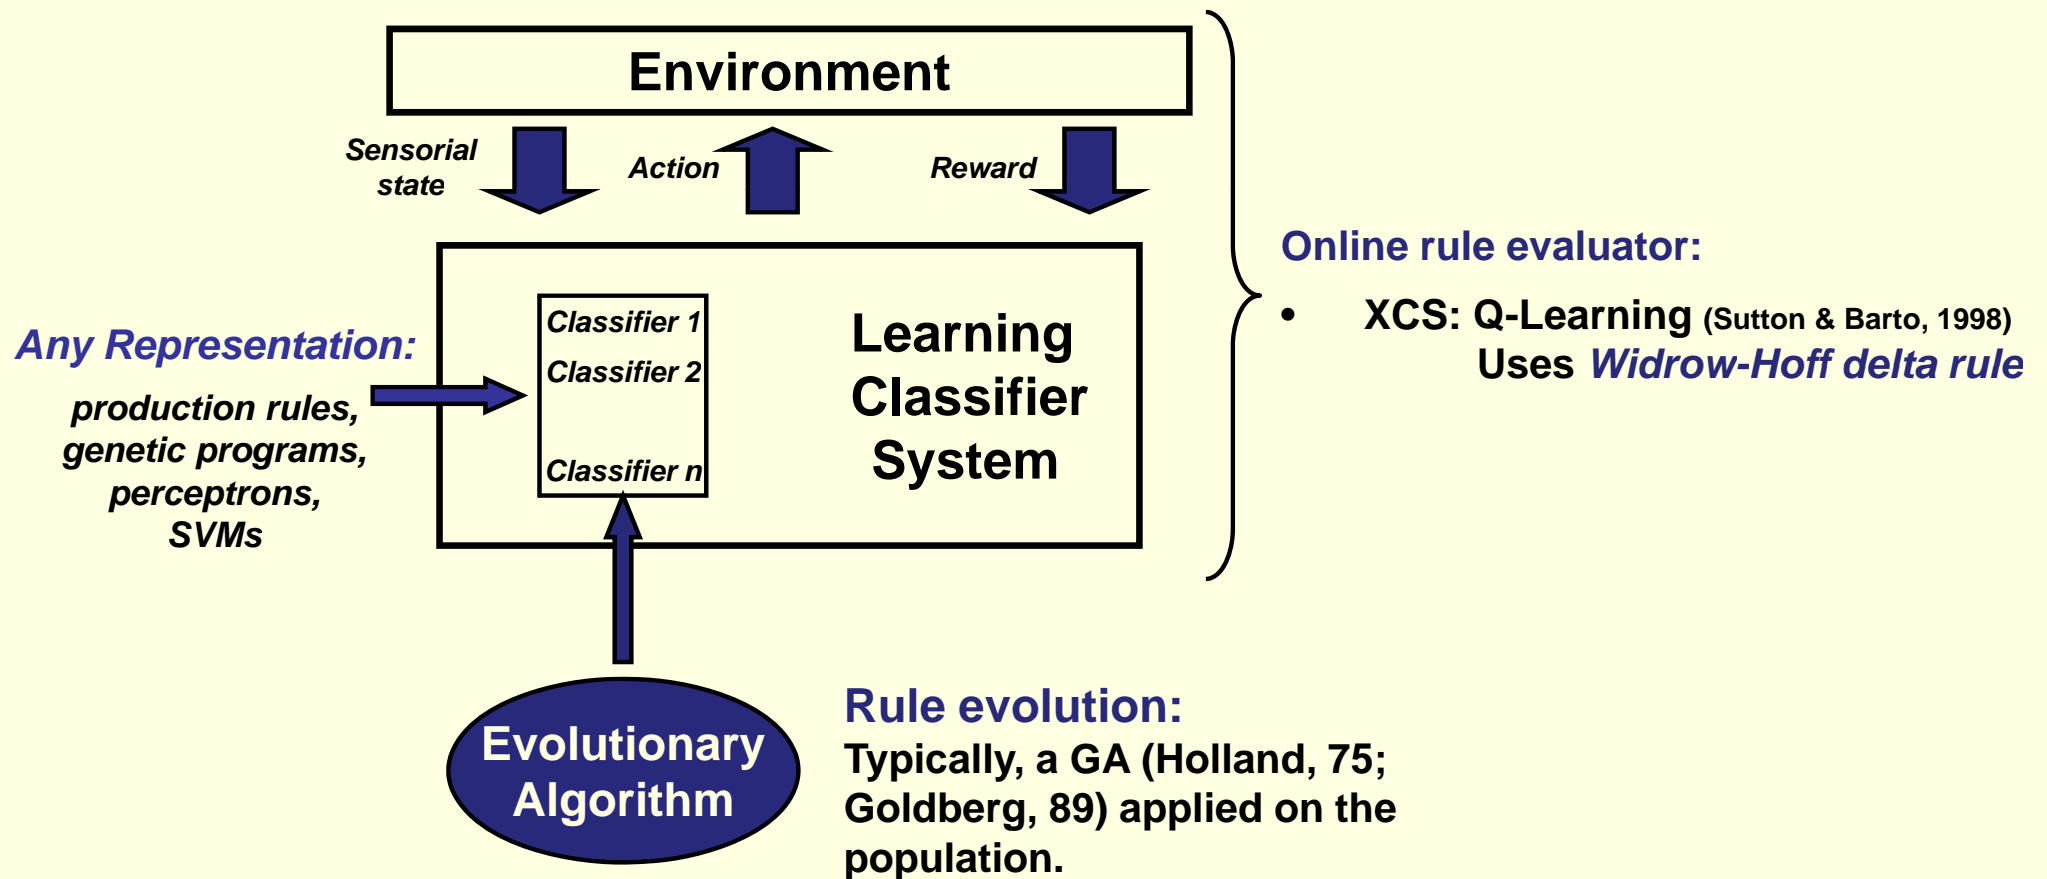 Environment
Sensorial
state
Action
Reward
Online rule evaluator:
• XCS: Q-Learning (Sutton & Barto, 1998)
Uses Widrow-Hoff delta rule
Any Representation:
production rules,
genetic programs,
perceptrons,
SVMs
Classifier 1
Classifier 2
Classifier n
Learning
Classifier
System
Evolutionary
Algorithm
Rule evolution:
Typically, a GA (Holland, 75;
Goldberg, 89) applied on the
population.